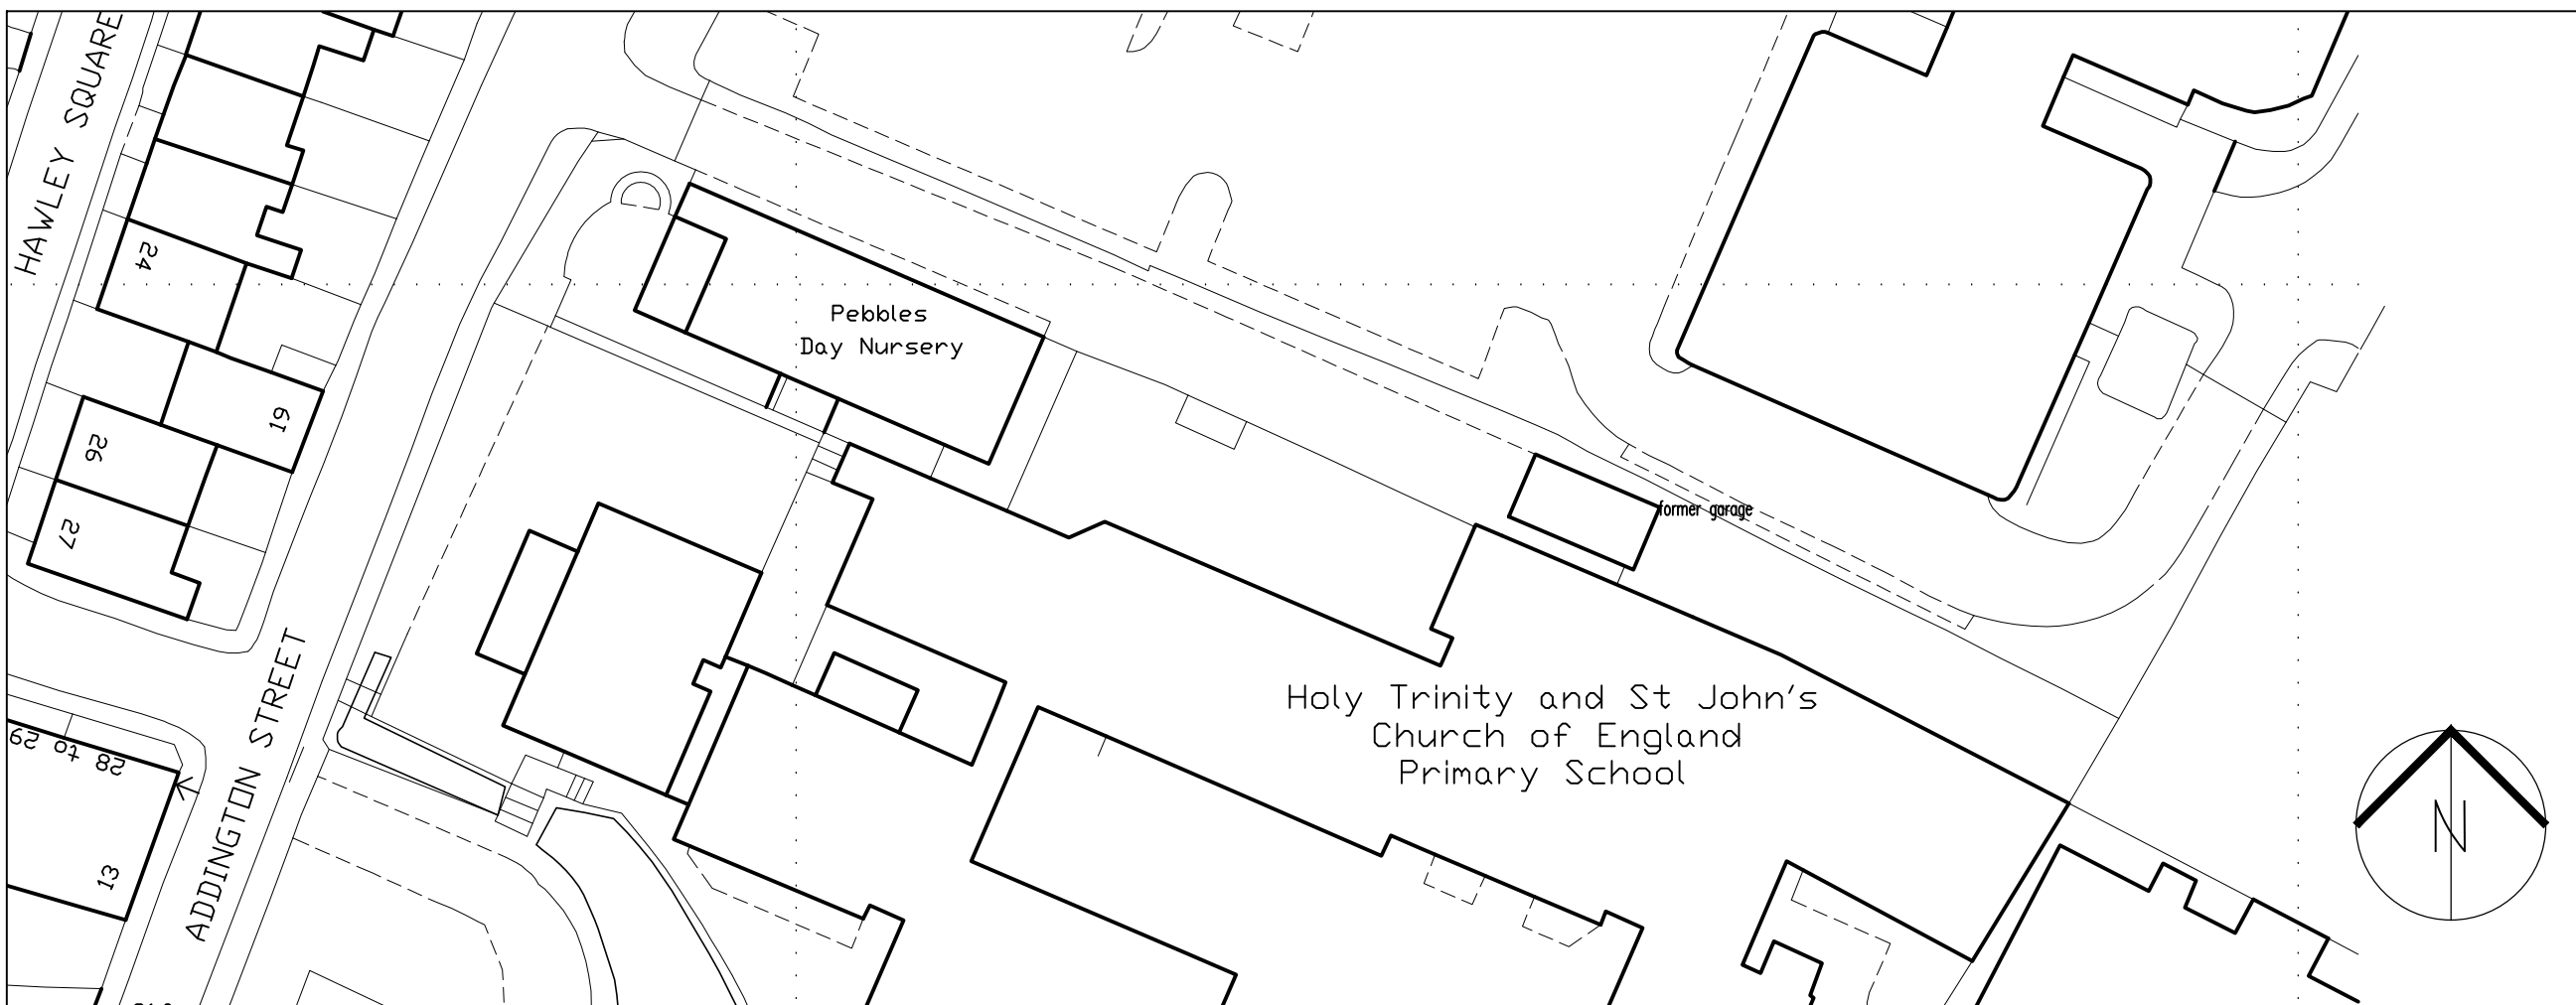 HAWLEY SQUARE
24
19
26
27
Pebbles
Day Nursery
former garage
Holy Trinity and St John's
Church of England
Primary School
ADDINGTON STREET
28 to 29
13
N